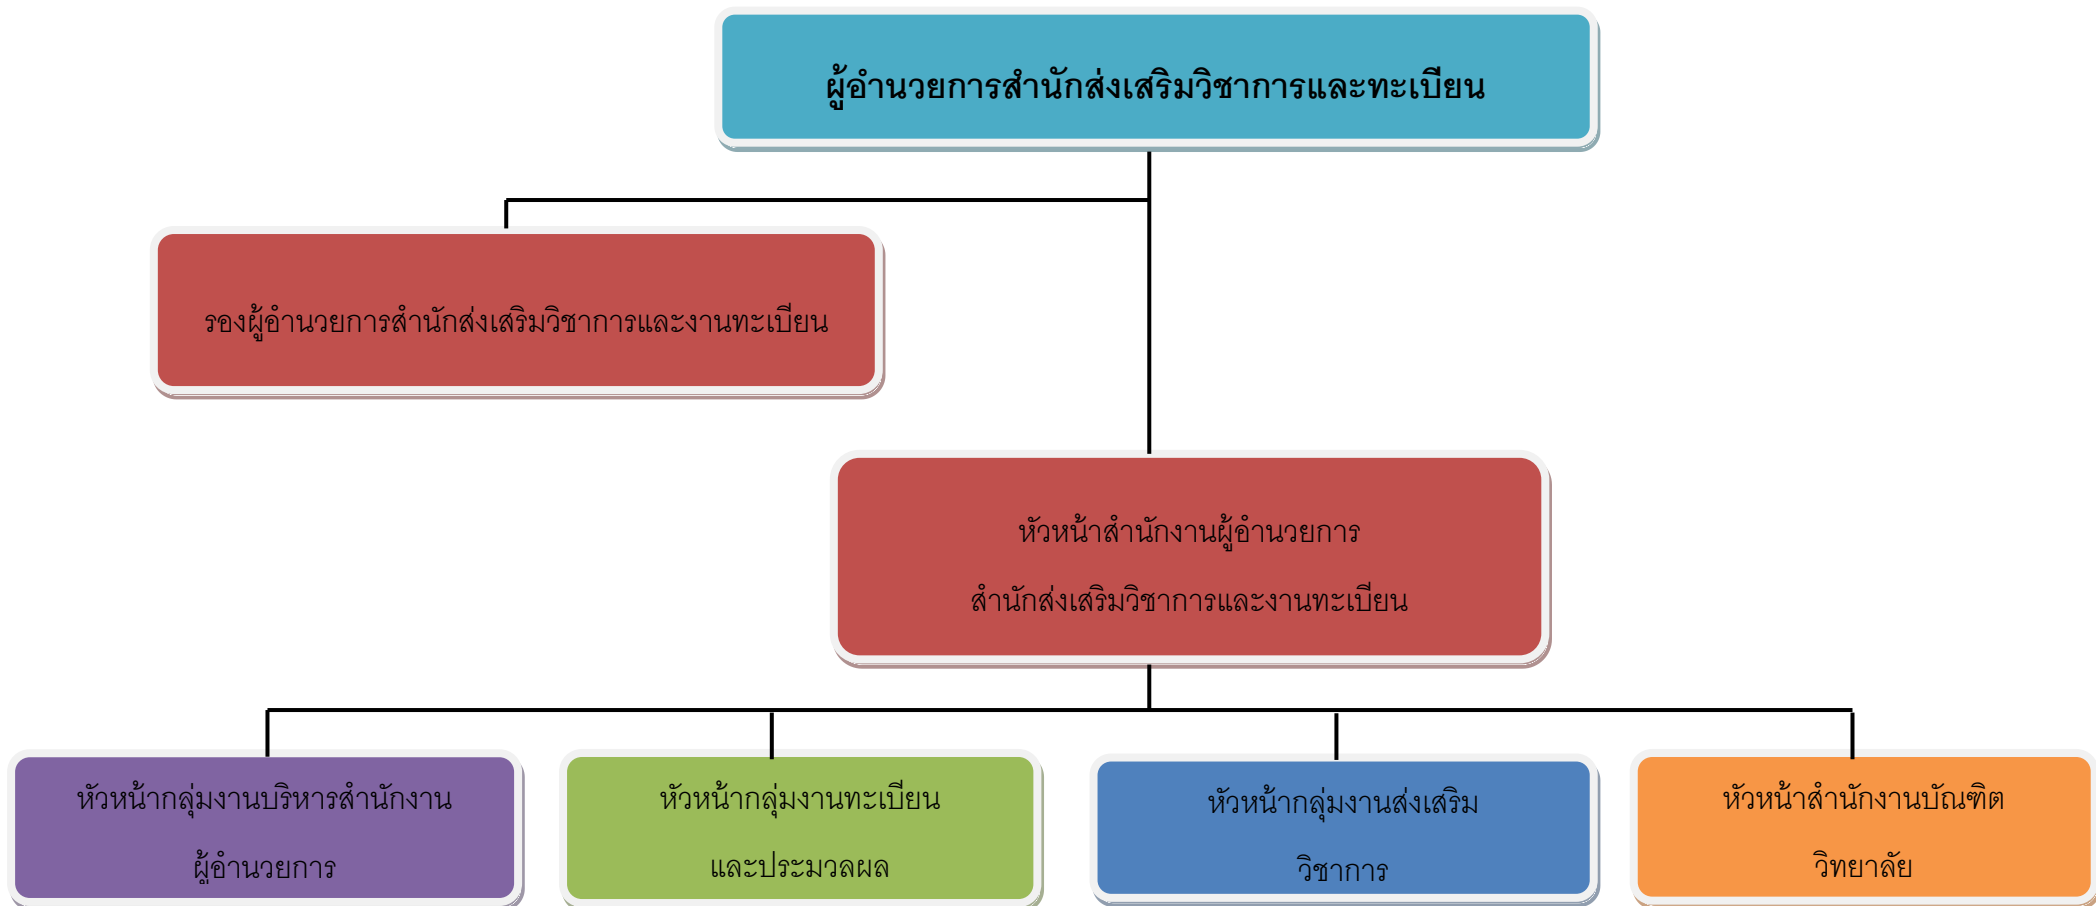 ผู้อำนวยการสำนักส่งเสริมวิชาการและทะเบียน
รองผู้อำนวยการสำนักส่งเสริมวิชาการและงานทะเบียน
หัวหน้าสำนักงานผู้อำนวยการ
สำนักส่งเสริมวิชาการและงานทะเบียน
หัวหน้ากลุ่มงานบริหารสำนักงาน
ผู้อำนวยการ
หัวหน้ากลุ่มงานทะเบียน
และประมวลผล
หัวหน้ากลุ่มงานส่งเสริม
วิชาการ
หัวหน้าสำนักงานบัณฑิต
วิทยาลัย